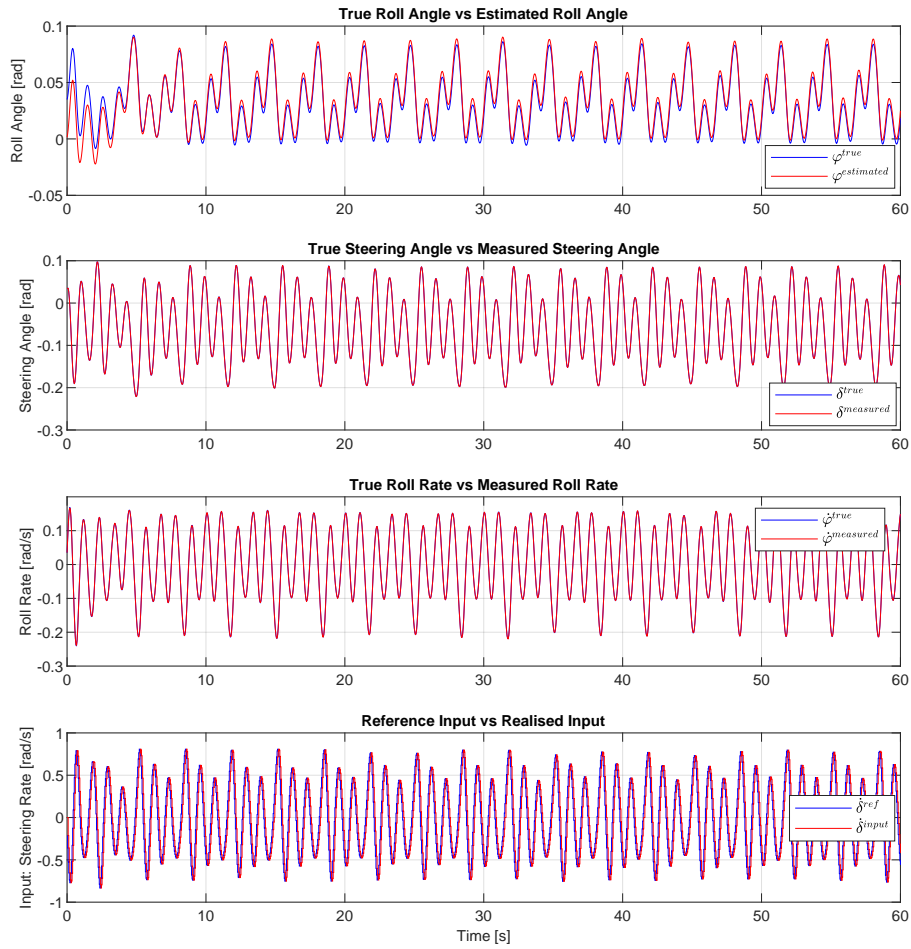 True Roll Angle vs Estimated Roll Angle
Roll Angle [rad]
0.1
0.05
0
-0.05
φ^true
φ^estimated
0 10 20 30 40 50 60
True Steering Angle vs Measured Steering Angle
Steering Angle [rad]
0.1
0
-0.1
-0.2
-0.3
δ^true
δ^measured
0 10 20 30 40 50 60
True Roll Rate vs Measured Roll Rate
Roll Rate [rad/s]
0.1
0
-0.1
-0.2
-0.3
φ̇^true
φ̇^measured
0 10 20 30 40 50 60
Reference Input vs Realised Input
Input: Steering Rate [rad/s]
1
0.5
0
-0.5
-1
δ̇^ref
δ̇^input
0 10 20 30 40 50 60
Time [s]